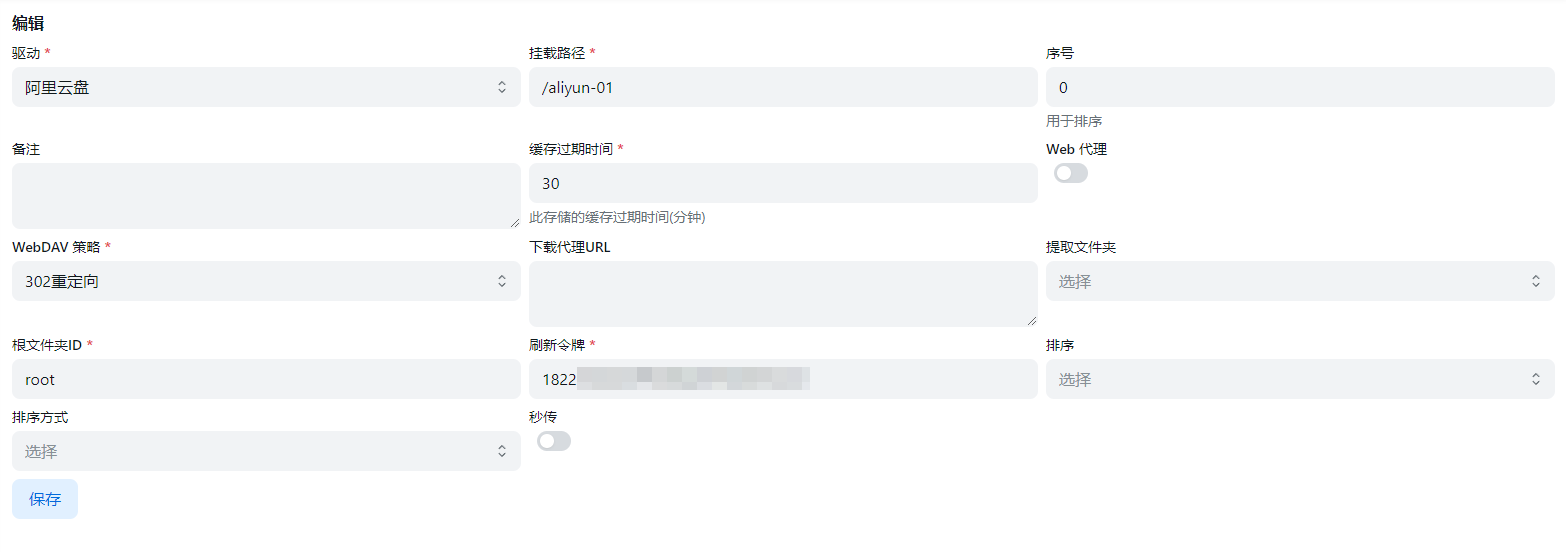 编辑
驱动 *
挂载路径 *
序号
阿里云盘
/aliyun-01
0
用于排序
备注
缓存过期时间 *
Web 代理
30
此存储的缓存过期时间(分钟)
WebDAV 策略 *
下载代理URL
提取文件夹
302重定向
选择
根文件夹ID *
刷新令牌 *
排序
root
1822
选择
排序方式
秒传
选择
保存